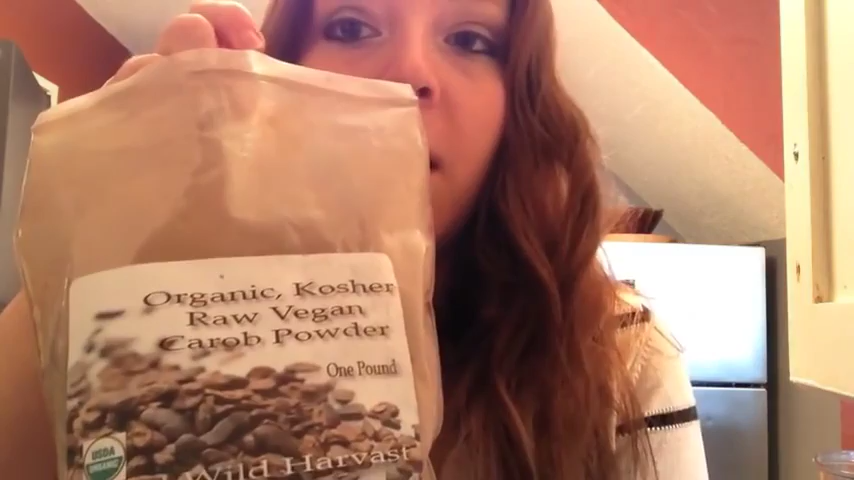 Organic, Kosher
Raw Vegan
Carob Powder
One Pound
USDA
ORGANIC
Wild Harvest